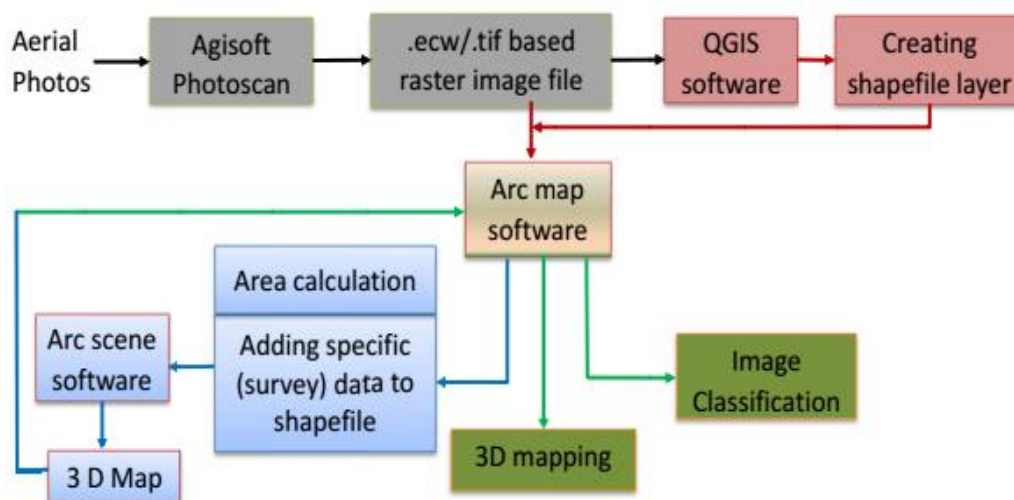 Aerial
Photos
Agisoft
Photoscan
.ecw/.tif based
raster image file
QGIS
software
Creating
shapefile layer
Arc map
software
Area calculation
Adding specific
(survey) data to
shapefile
Arc scene
software
3 D Map
3D mapping
Image
Classification